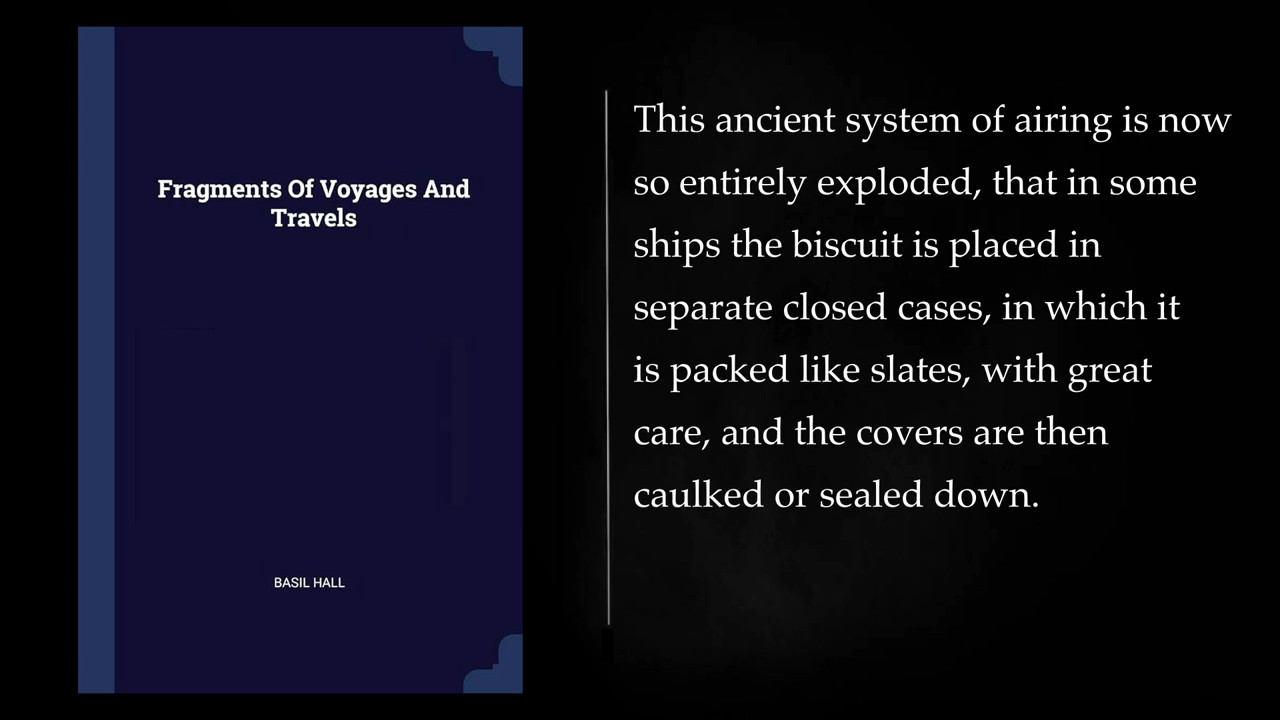 Fragments Of Voyages And
Travels
BASIL HALL
This ancient system of airing is now
so entirely exploded, that in some
ships the biscuit is placed in
separate closed cases, in which it
is packed like slates, with great
care, and the covers are then
caulked or sealed down.